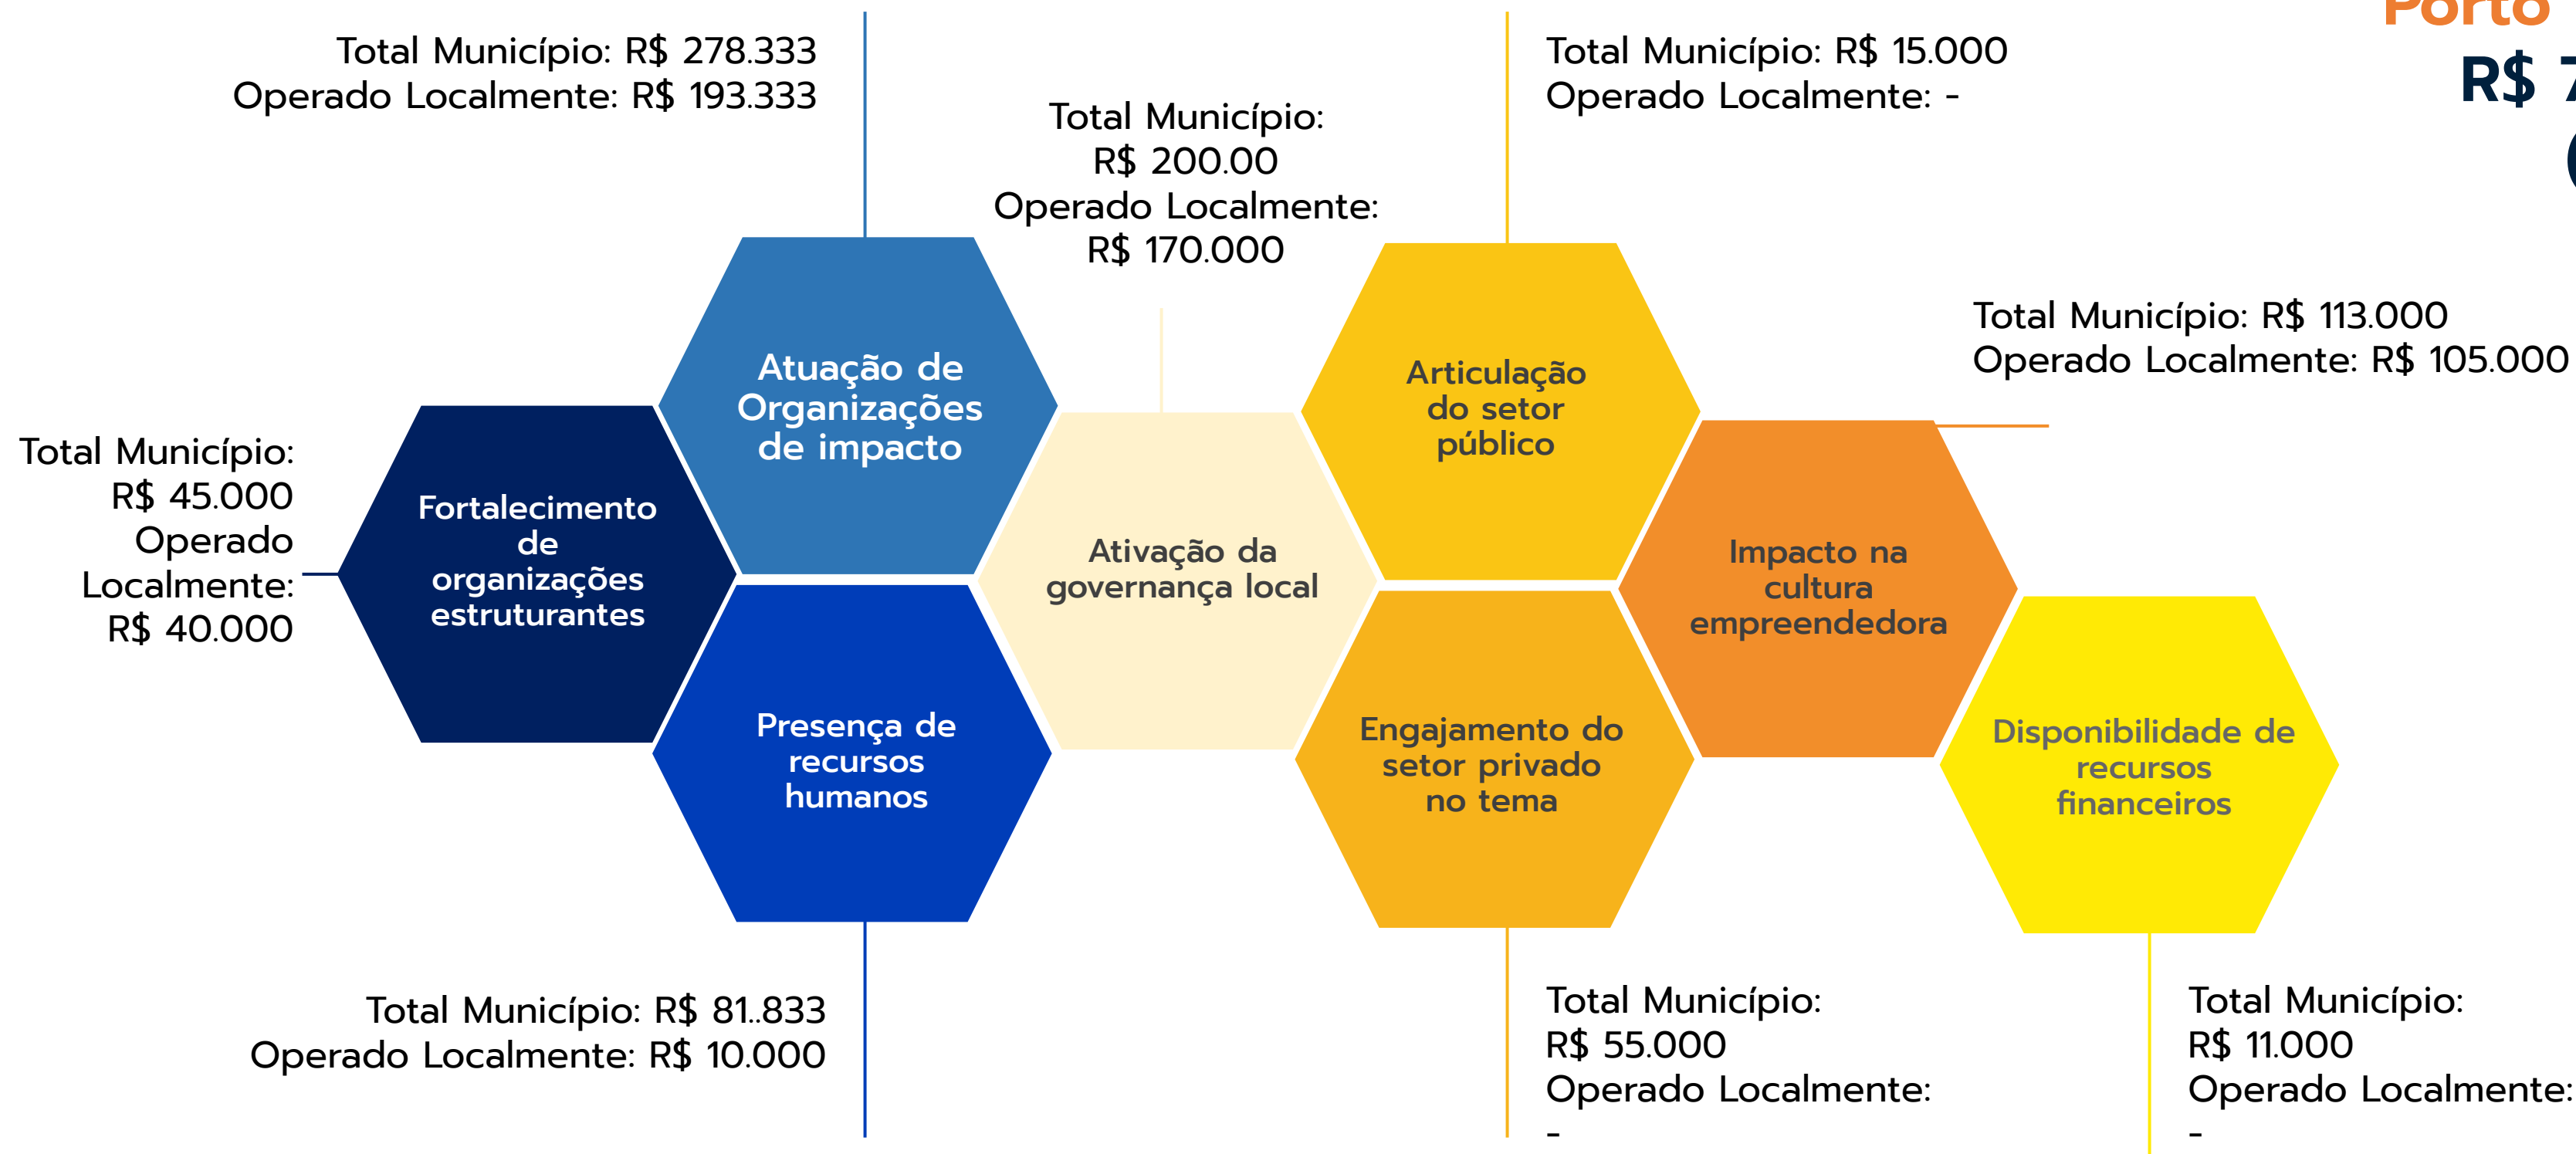 Porto
R$ 7
Total Município: R$ 278.333
Operado Localmente: R$ 193.333
Total Município:
R$ 200.00
Operado Localmente:
R$ 170.000
Total Município: R$ 15.000
Operado Localmente: -
Total Município: R$ 113.000
Operado Localmente: R$ 105.000
Total Município:
R$ 45.000
Operado
Localmente:
R$ 40.000
Fortalecimento
de
organizações
estruturantes
Atuação de
Organizações
de impacto
Presença de
recursos
humanos
Ativação da
governança local
Articulação
do setor
público
Engajamento do
setor privado
no tema
Impacto na
cultura
empreendedora
Disponibilidade de
recursos
financeiros
Total Município: R$ 81..833
Operado Localmente: R$ 10.000
Total Município:
R$ 55.000
Operado Localmente:
-
Total Município:
R$ 11.000
Operado Localmente:
-